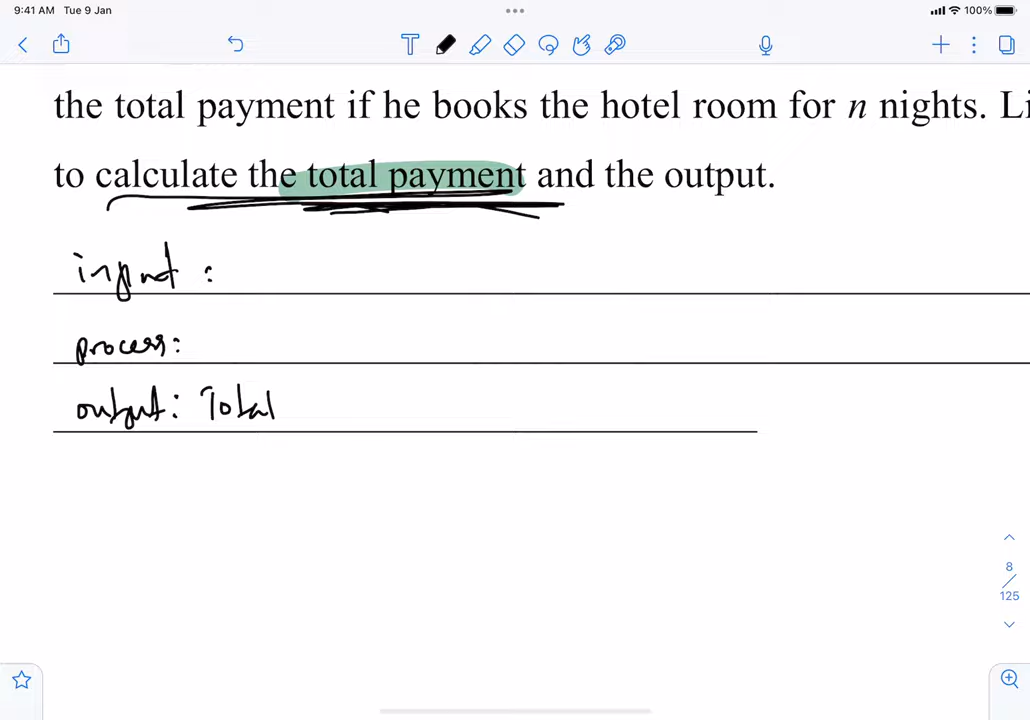 9:41 AM Tue 9 Jan 100%
the total payment if he books the hotel room for n nights. Li
to calculate the total payment and the output.
input :
process:
output: Total
8
/
125